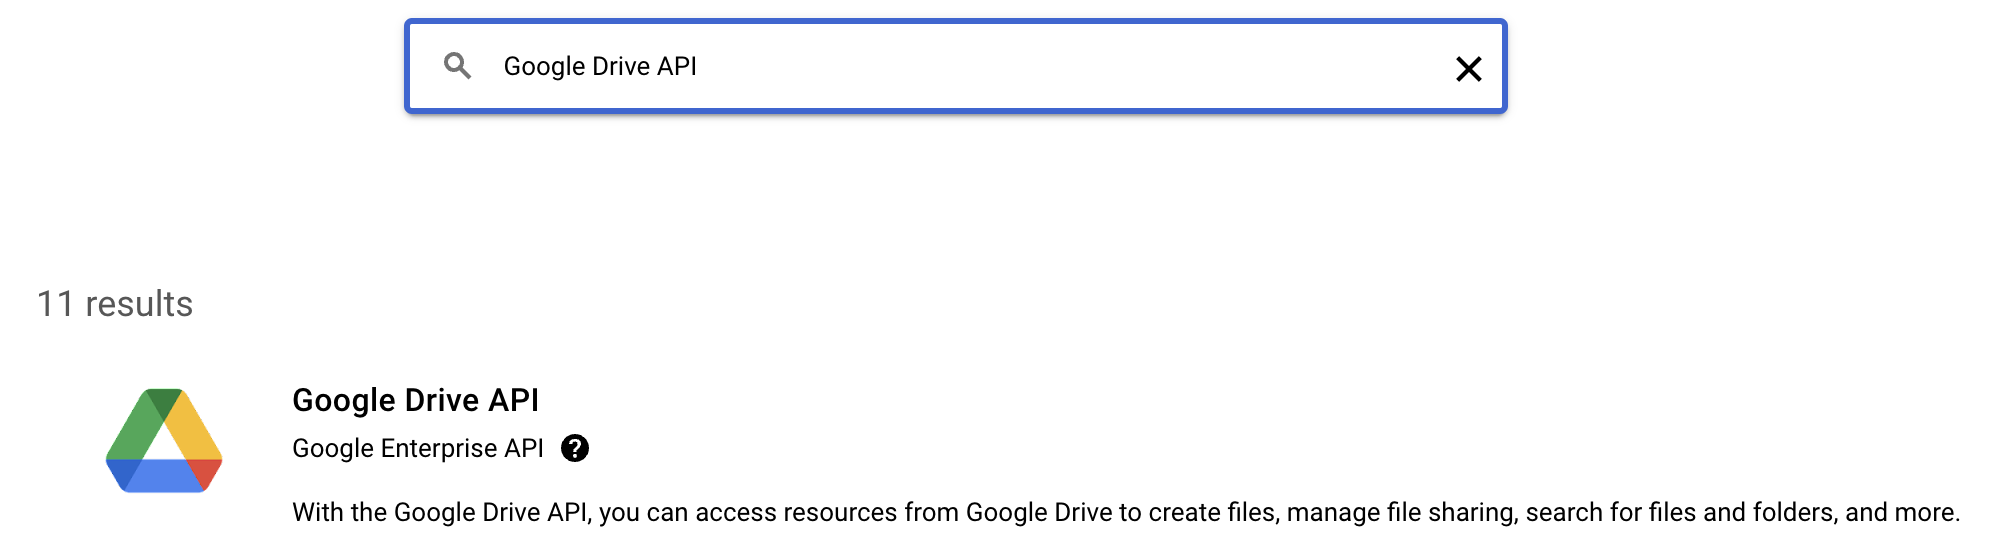 Google Drive API
11 results
Google Drive API
Google Enterprise API ?
With the Google Drive API, you can access resources from Google Drive to create files, manage file sharing, search for files and folders, and more.